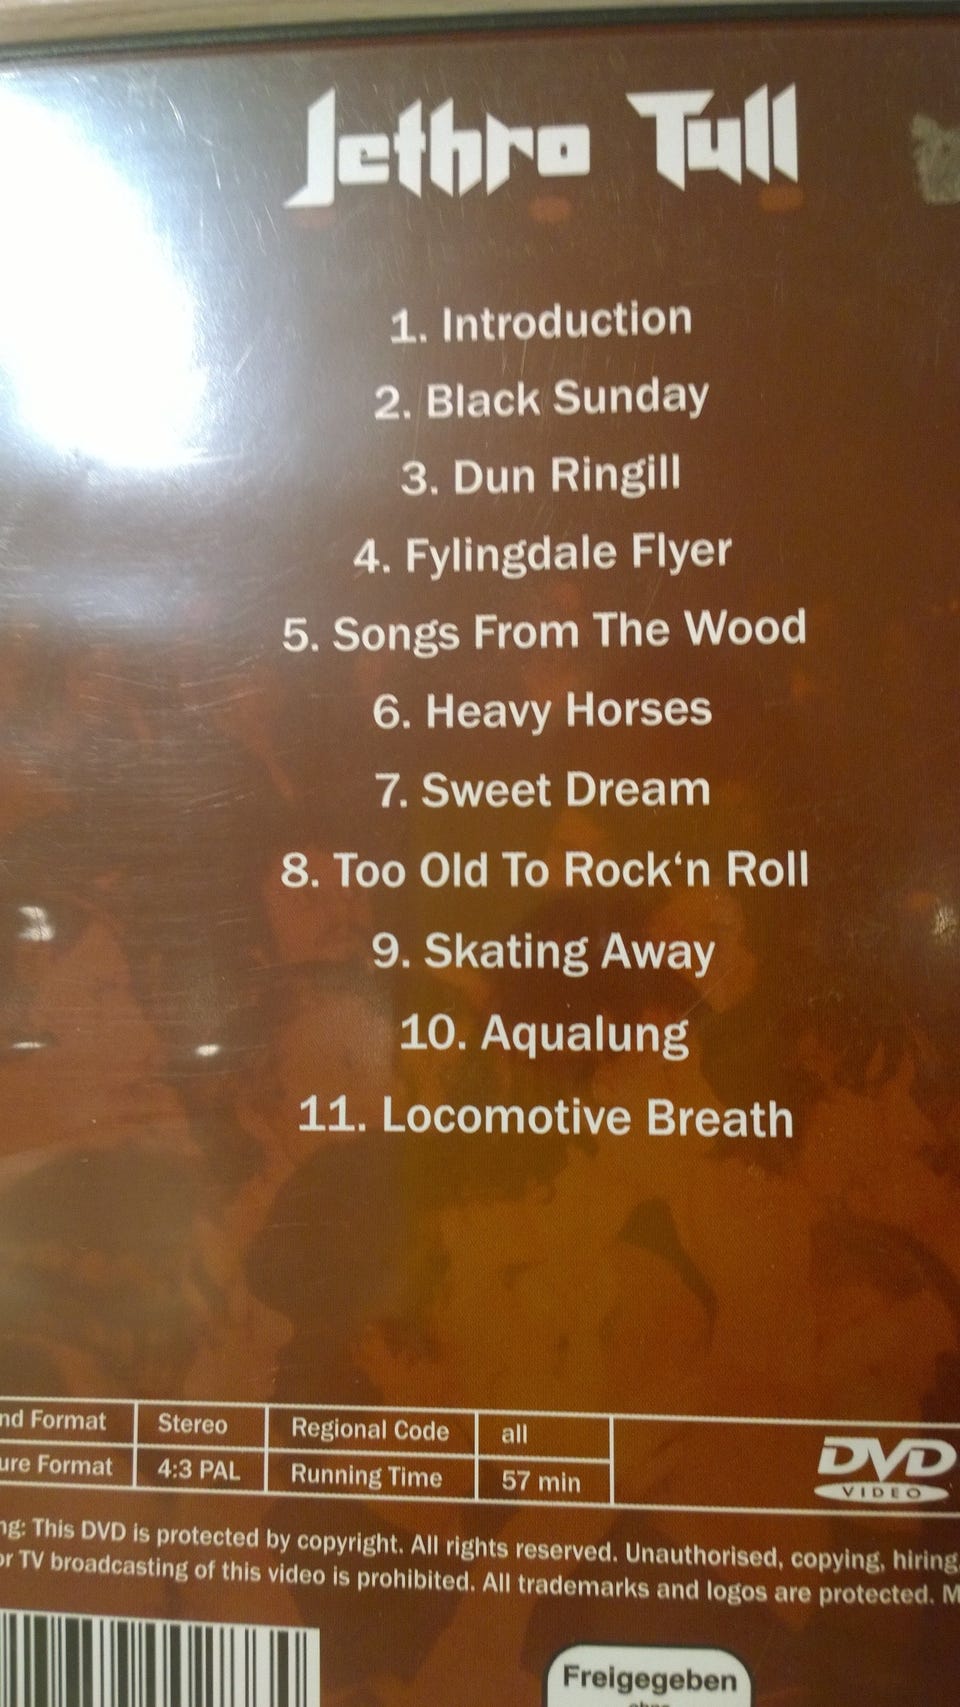 Jethro Tull
1. Introduction
2. Black Sunday
3. Dun Ringill
4. Fylingdale Flyer
5. Songs From The Wood
6. Heavy Horses
7. Sweet Dream
8. Too Old To Rock‘n Roll
9. Skating Away
10. Aqualung
11. Locomotive Breath
nd Format Stereo Regional Code all
ure Format 4:3 PAL Running Time 57 min
DVD
VIDEO
ng: This DVD is protected by copyright. All rights reserved. Unauthorised, copying, hiring,
or TV broadcasting of this video is prohibited. All trademarks and logos are protected. M
Freigegeben